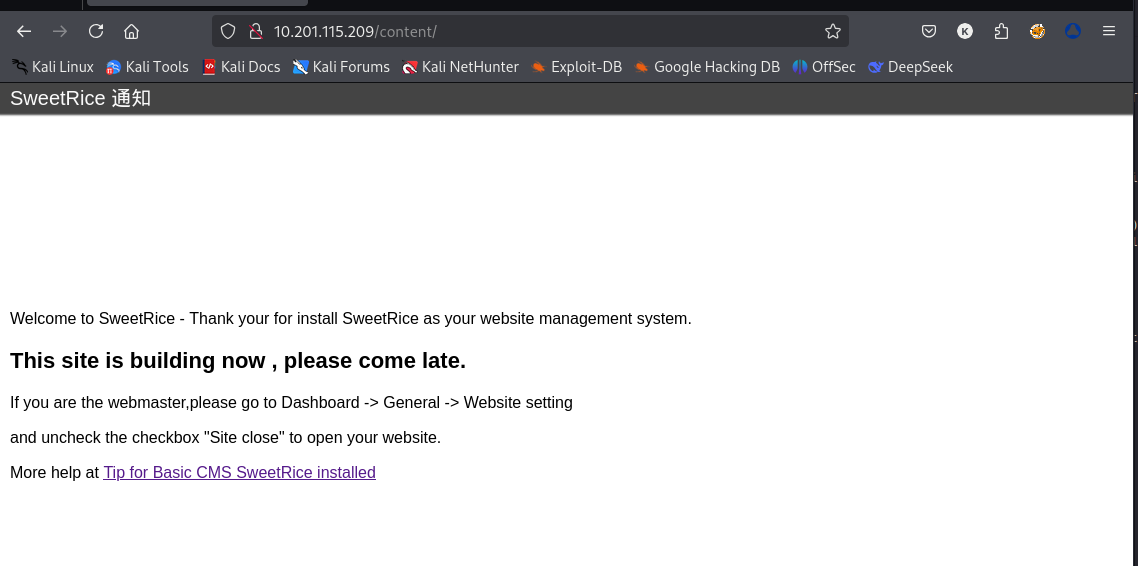 10.201.115.209/content/
Kali Linux Kali Tools Kali Docs Kali Forums Kali NetHunter Exploit-DB Google Hacking DB OffSec DeepSeek
SweetRice 通知
Welcome to SweetRice - Thank your for install SweetRice as your website management system.
This site is building now , please come late.
If you are the webmaster,please go to Dashboard -> General -> Website setting
and uncheck the checkbox "Site close" to open your website.
More help at Tip for Basic CMS SweetRice installed